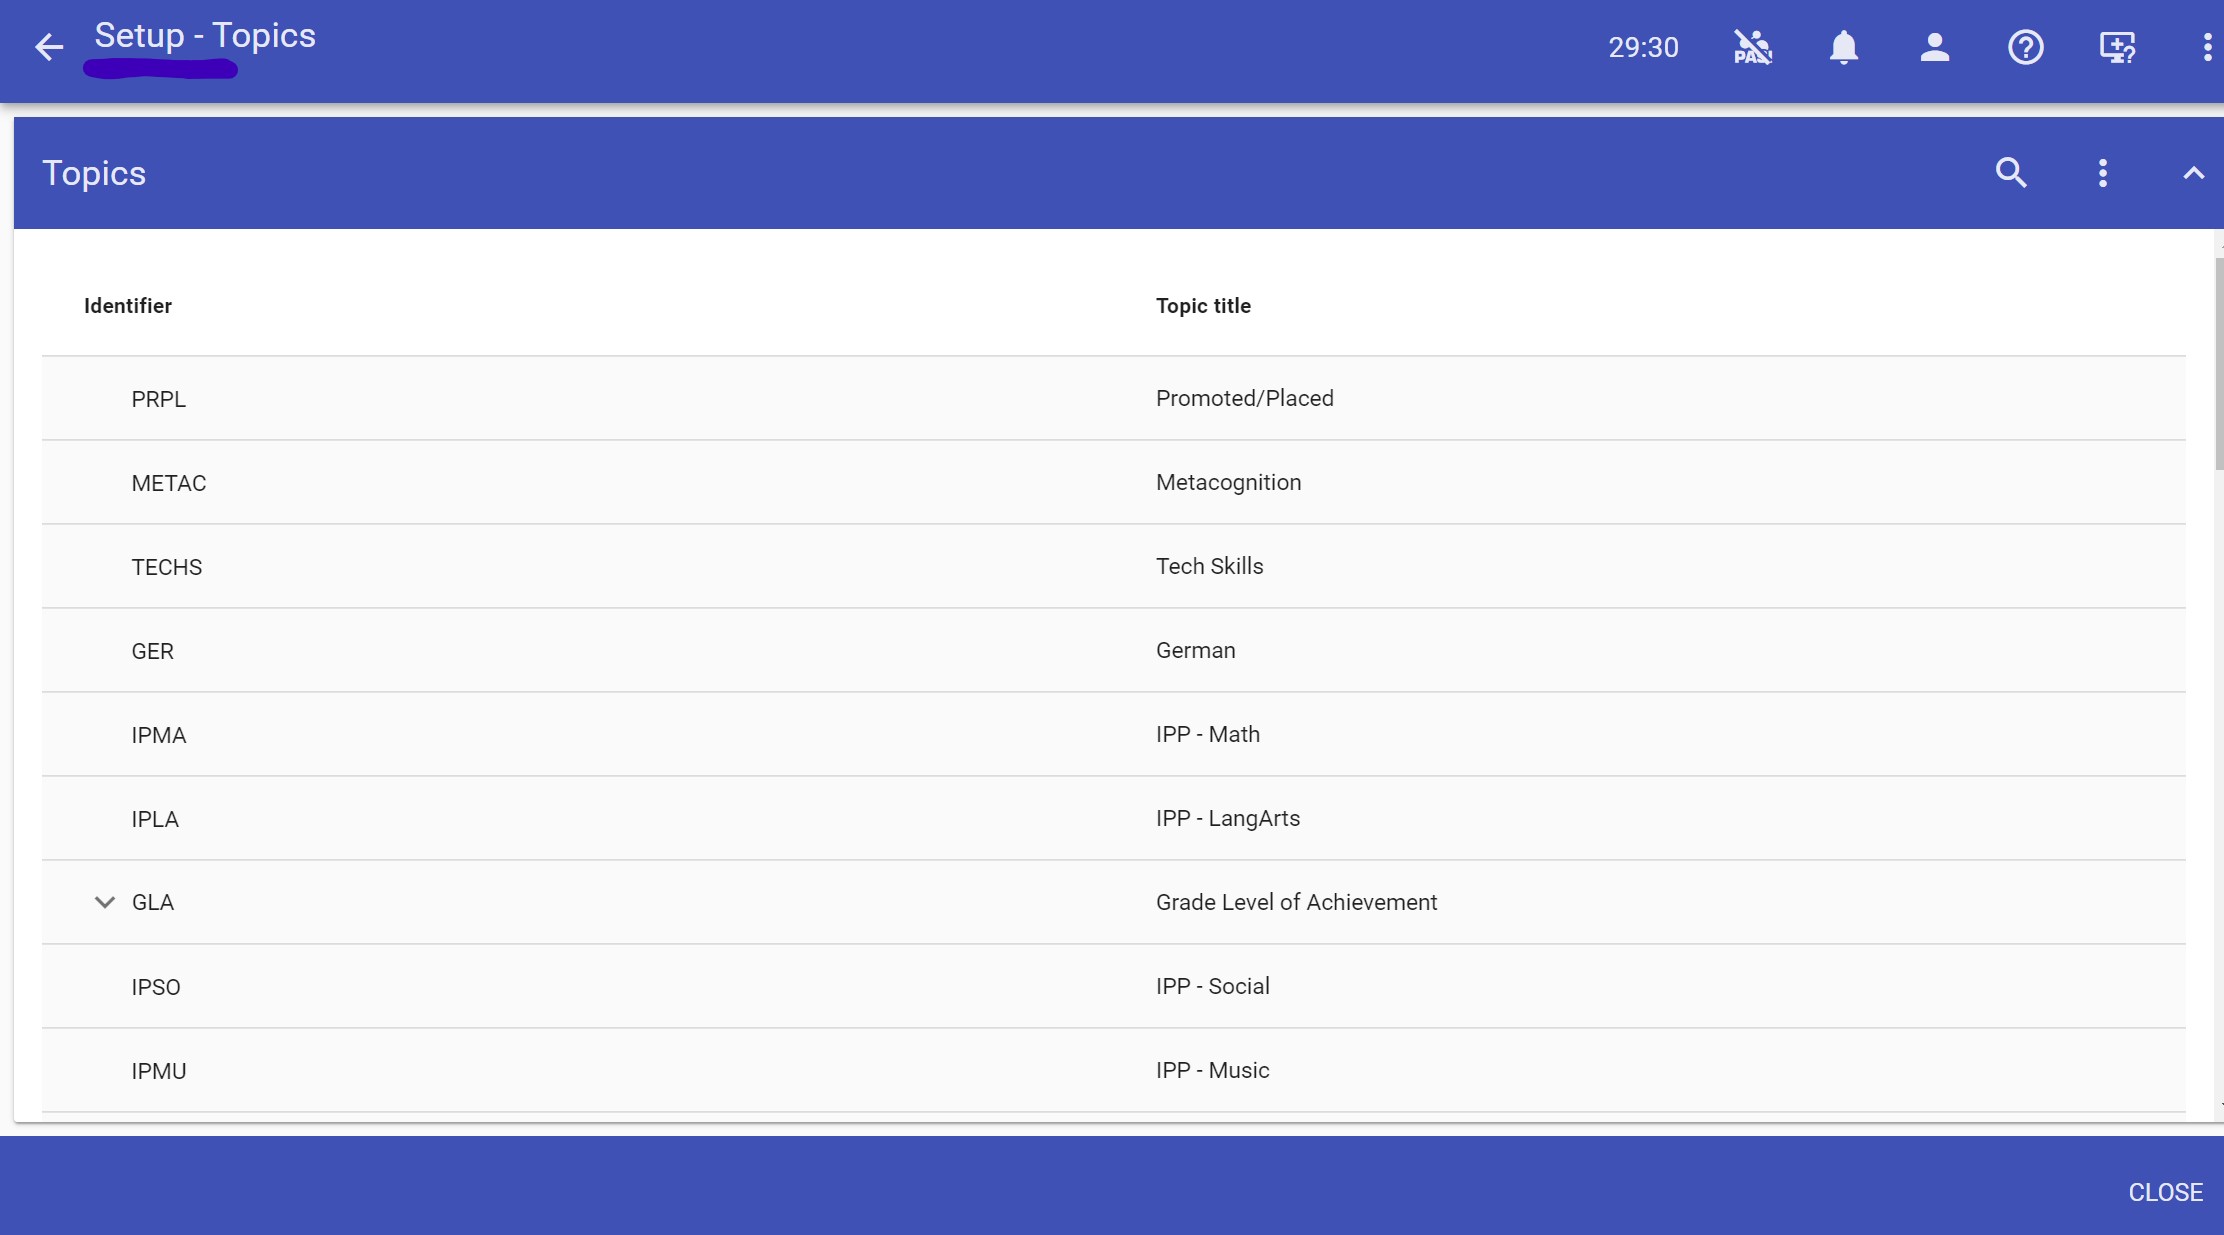 Setup - Topics
29:30
PAS
Topics
Identifier Topic title
PRPL Promoted/Placed
METAC Metacognition
TECHS Tech Skills
GER German
IPMA IPP - Math
IPLA IPP - LangArts
GLA Grade Level of Achievement
IPSO IPP - Social
IPMU IPP - Music
CLOSE